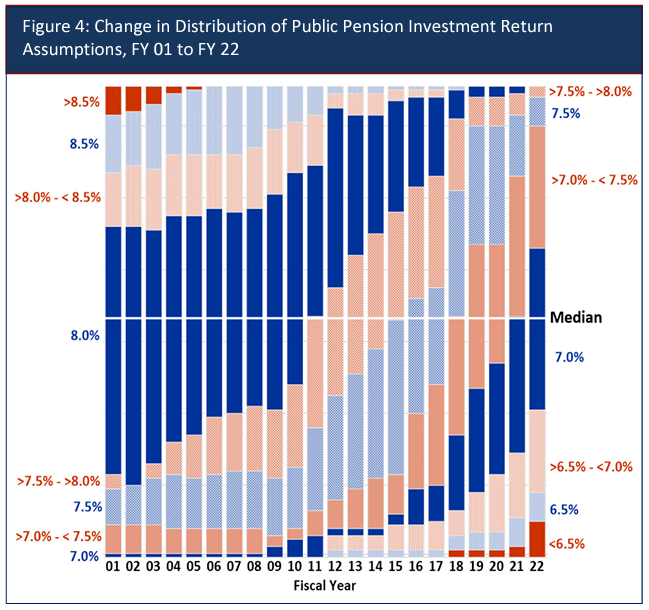 Figure 4: Change in Distribution of Public Pension Investment Return
Assumptions, FY 01 to FY 22
>8.5%
8.5%
>8.0% - < 8.5%
8.0%
>7.5% - >8.0%
7.5%
>7.0% - < 7.5%
7.0%
>7.5% - >8.0%
7.5%
>7.0% - < 7.5%
Median
7.0%
>6.5% - <7.0%
6.5%
<6.5%
01 02 03 04 05 06 07 08 09 10 11 12 13 14 15 16 17 18 19 20 21 22
Fiscal Year